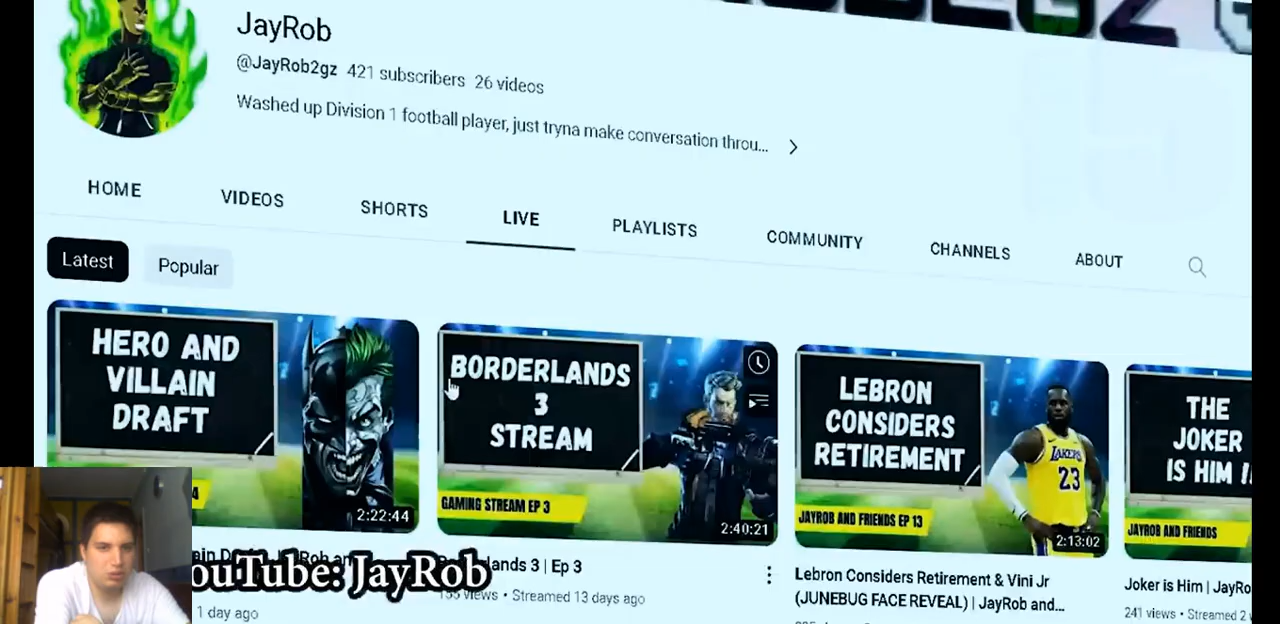 JayRob
@JayRob2gz 421 subscribers 26 videos
Washed up Division 1 football player, just tryna make conversation throu...
HOME VIDEOS SHORTS LIVE PLAYLISTS COMMUNITY CHANNELS ABOUT
Latest Popular
HERO AND
VILLAIN
DRAFT
2:22:44
BORDERLANDS
3
STREAM
GAMING STREAM EP 3
2:40:21
LEBRON
CONSIDERS
RETIREMENT
LAKERS
23
JAYROB AND FRIENDS EP 13
2:13:02
THE
JOKER
IS HIM !
JAYROB AND FRIENDS
ouTube: JayRob
1 day ago
lands 3 | Ep 3
views • Streamed 13 days ago
Lebron Considers Retirement & Vini Jr
(JUNEBUG FACE REVEAL) | JayRob and...
Joker is Him | JayRo
241 views • Streamed 2